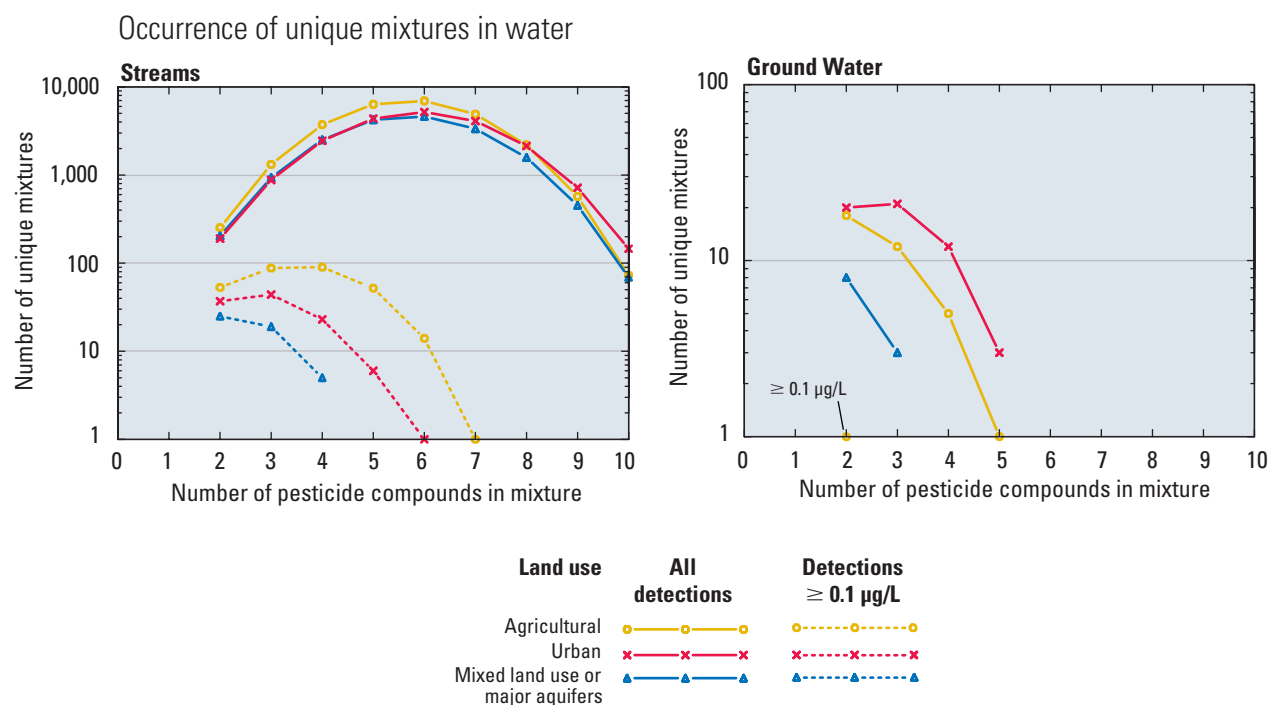 Occurrence of unique mixtures in water
Streams
Number of unique mixtures
10,000
1,000
100
10
1
0 1 2 3 4 5 6 7 8 9 10
Number of pesticide compounds in mixture
Ground Water
Number of unique mixtures
100
10
1
≥ 0.1 µg/L
0 1 2 3 4 5 6 7 8 9 10
Number of pesticide compounds in mixture
Land use All Detections
detections ≥ 0.1 µg/L
Agricultural
Urban
Mixed land use or
major aquifers